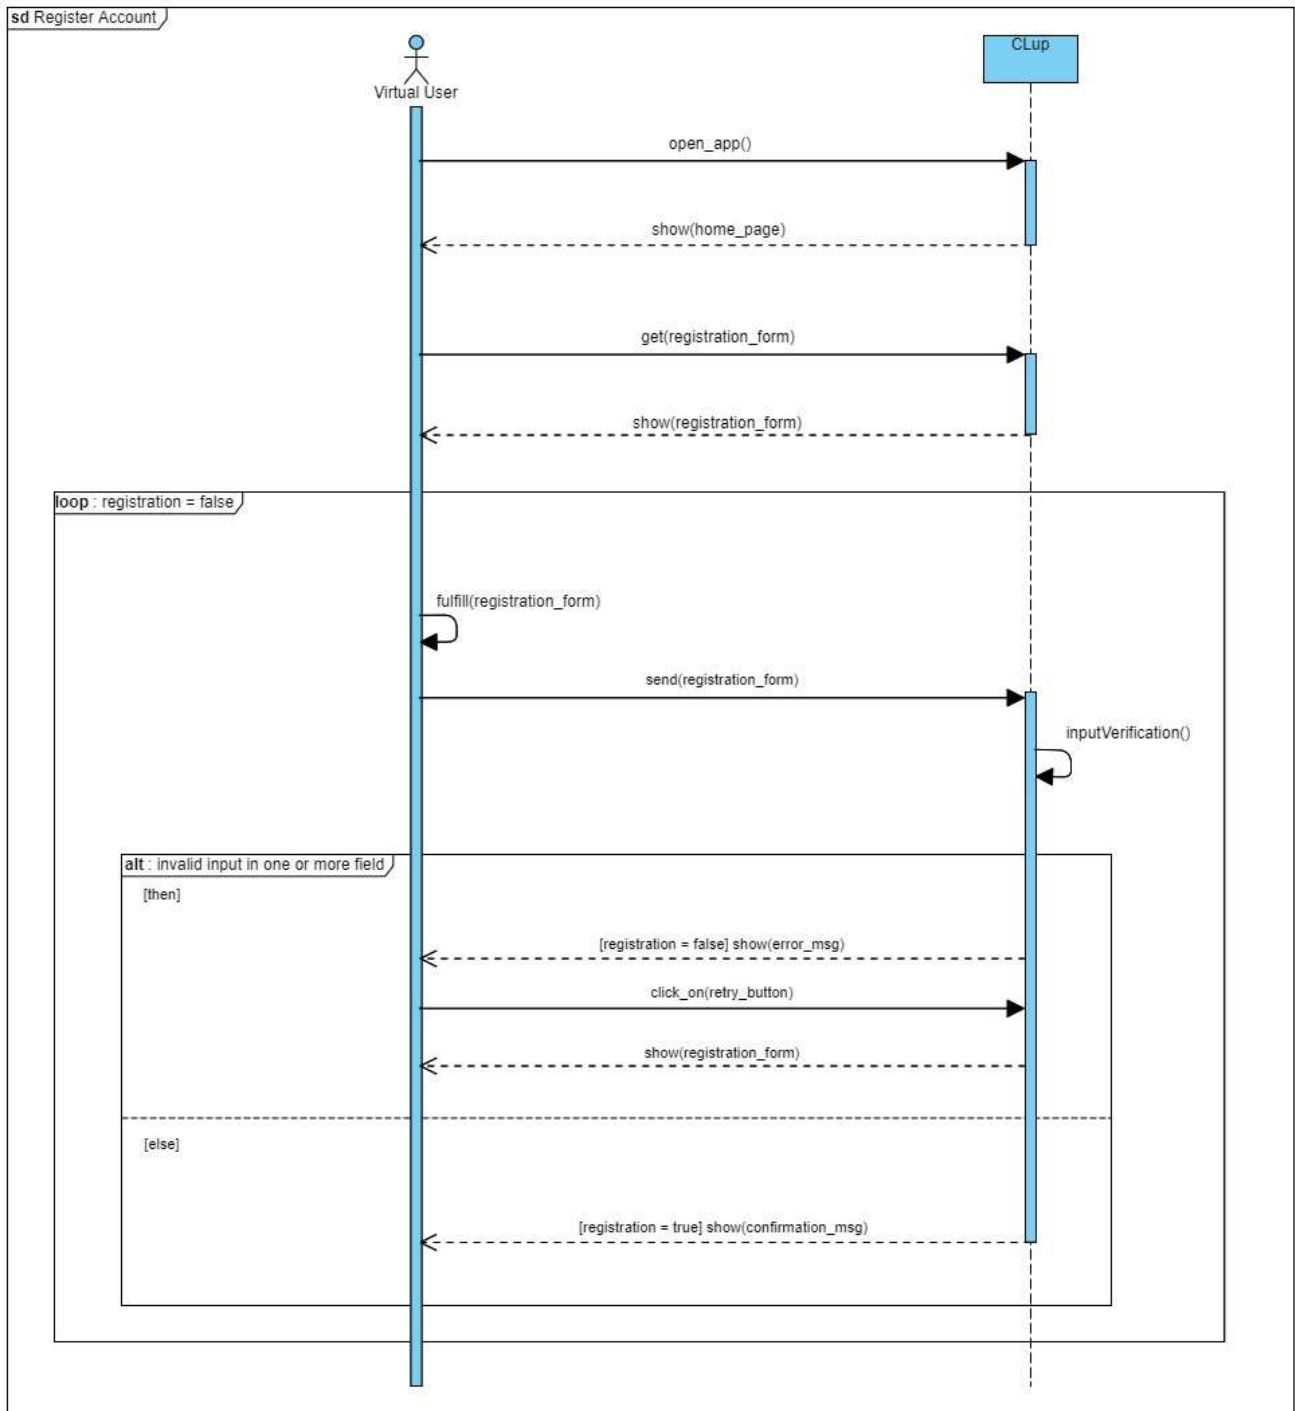 sd Register Account
CLup
Virtual User
open_app()
show(home_page)
get(registration_form)
show(registration_form)
loop : registration = false
fulfill(registration_form)
send(registration_form)
inputVerification()
alt : invalid input in one or more field
[then]
[registration = false] show(error_msg)
click_on(retry_button)
show(registration_form)
[else]
[registration = true] show(confirmation_msg)